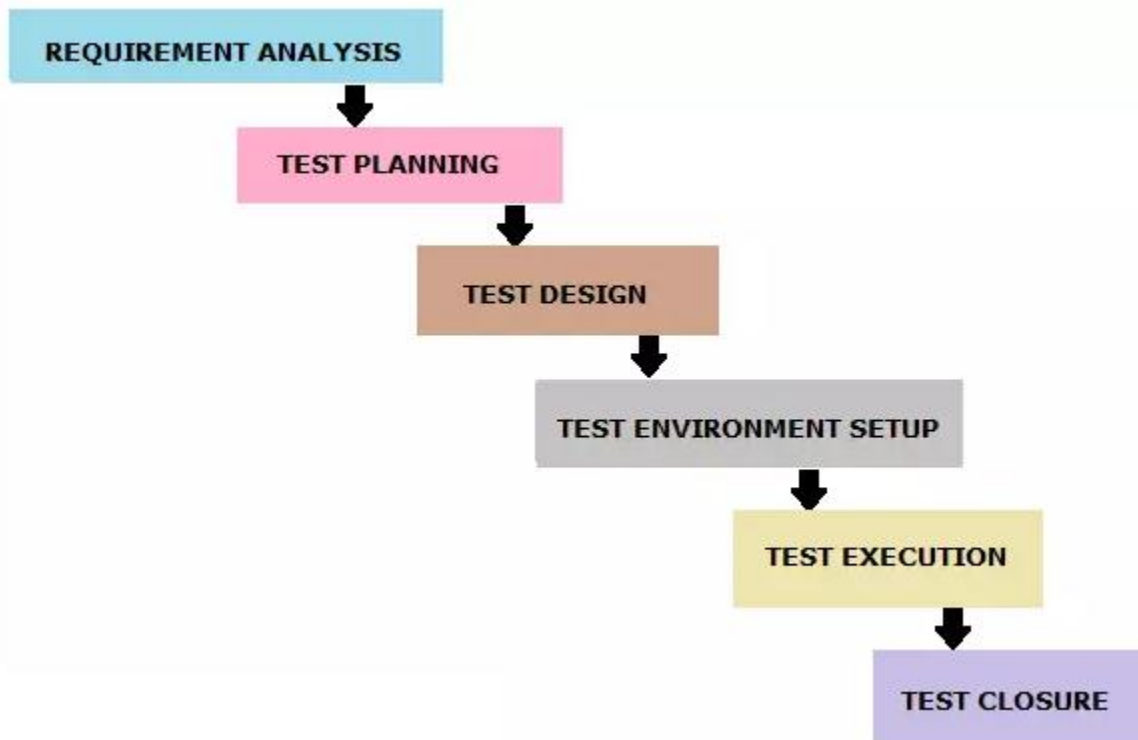 REQUIREMENT ANALYSIS
TEST PLANNING
TEST DESIGN
TEST ENVIRONMENT SETUP
TEST EXECUTION
TEST CLOSURE